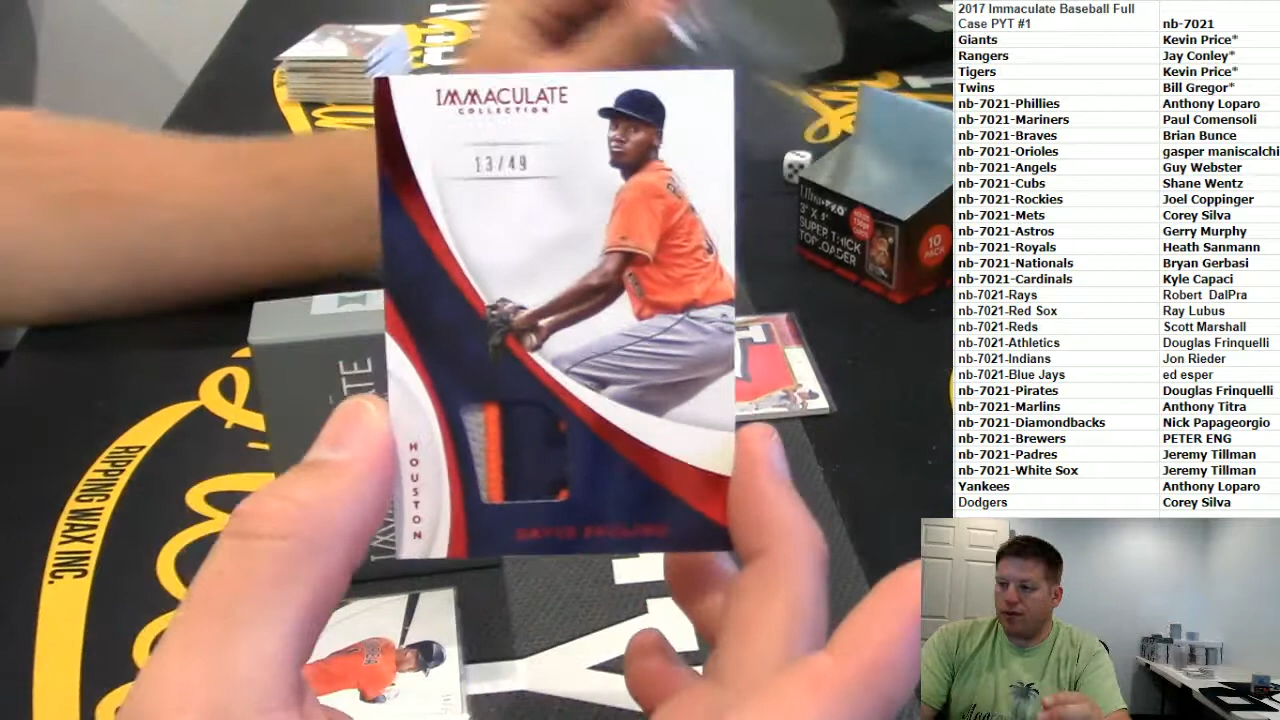 IMMACULATE
COLLECTION
13/49
HOUSTON
Ultra PRO
3" X 4"
SUPER THICK
TOPLOADER
10
PACK
RIPPING WAX INC.
2017 Immaculate Baseball Full
Case PYT #1 nb-7021
Giants Kevin Price*
Rangers Jay Conley*
Tigers Kevin Price*
Twins Bill Gregor*
nb-7021-Phillies Anthony Loparo
nb-7021-Mariners Paul Comensoli
nb-7021-Braves Brian Bunce
nb-7021-Orioles gasper maniscalchi
nb-7021-Angels Guy Webster
nb-7021-Cubs Shane Wentz
nb-7021-Rockies Joel Coppinger
nb-7021-Mets Corey Silva
nb-7021-Astros Gerry Murphy
nb-7021-Royals Heath Sanmann
nb-7021-Nationals Bryan Gerbasi
nb-7021-Cardinals Kyle Capaci
nb-7021-Rays Robert DalPra
nb-7021-Red Sox Ray Lubus
nb-7021-Reds Scott Marshall
nb-7021-Athletics Douglas Frinquelli
nb-7021-Indians Jon Rieder
nb-7021-Blue Jays ed esper
nb-7021-Pirates Douglas Frinquelli
nb-7021-Marlins Anthony Titra
nb-7021-Diamondbacks Nick Papageorgio
nb-7021-Brewers PETER ENG
nb-7021-Padres Jeremy Tillman
nb-7021-White Sox Jeremy Tillman
Yankees Anthony Loparo
Dodgers Corey Silva